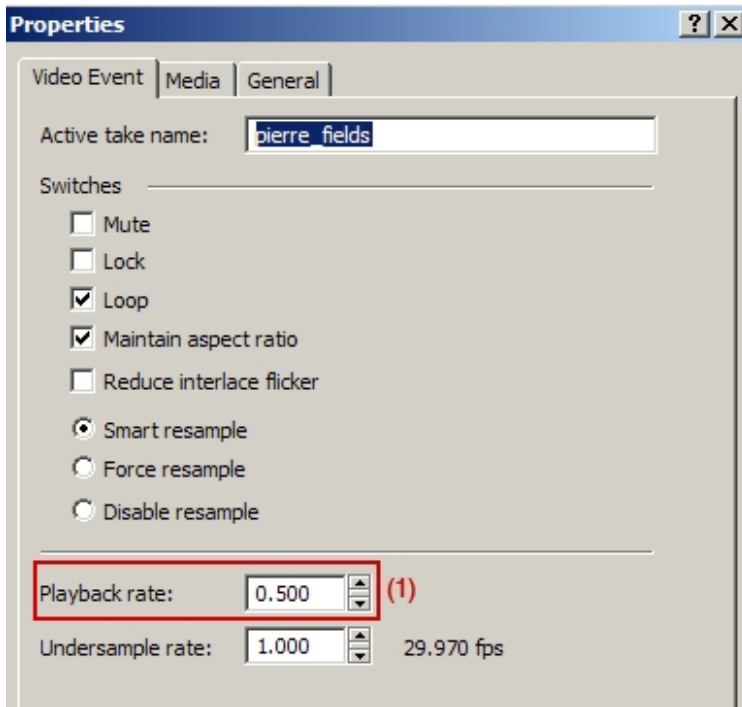 Properties
Video Event Media General
Active take name: pierre_fields
Switches
Mute
Lock
Loop
Maintain aspect ratio
Reduce interlace flicker
Smart resample
Force resample
Disable resample
Playback rate: 0.500 (1)
Undersample rate: 1.000 29.970 fps